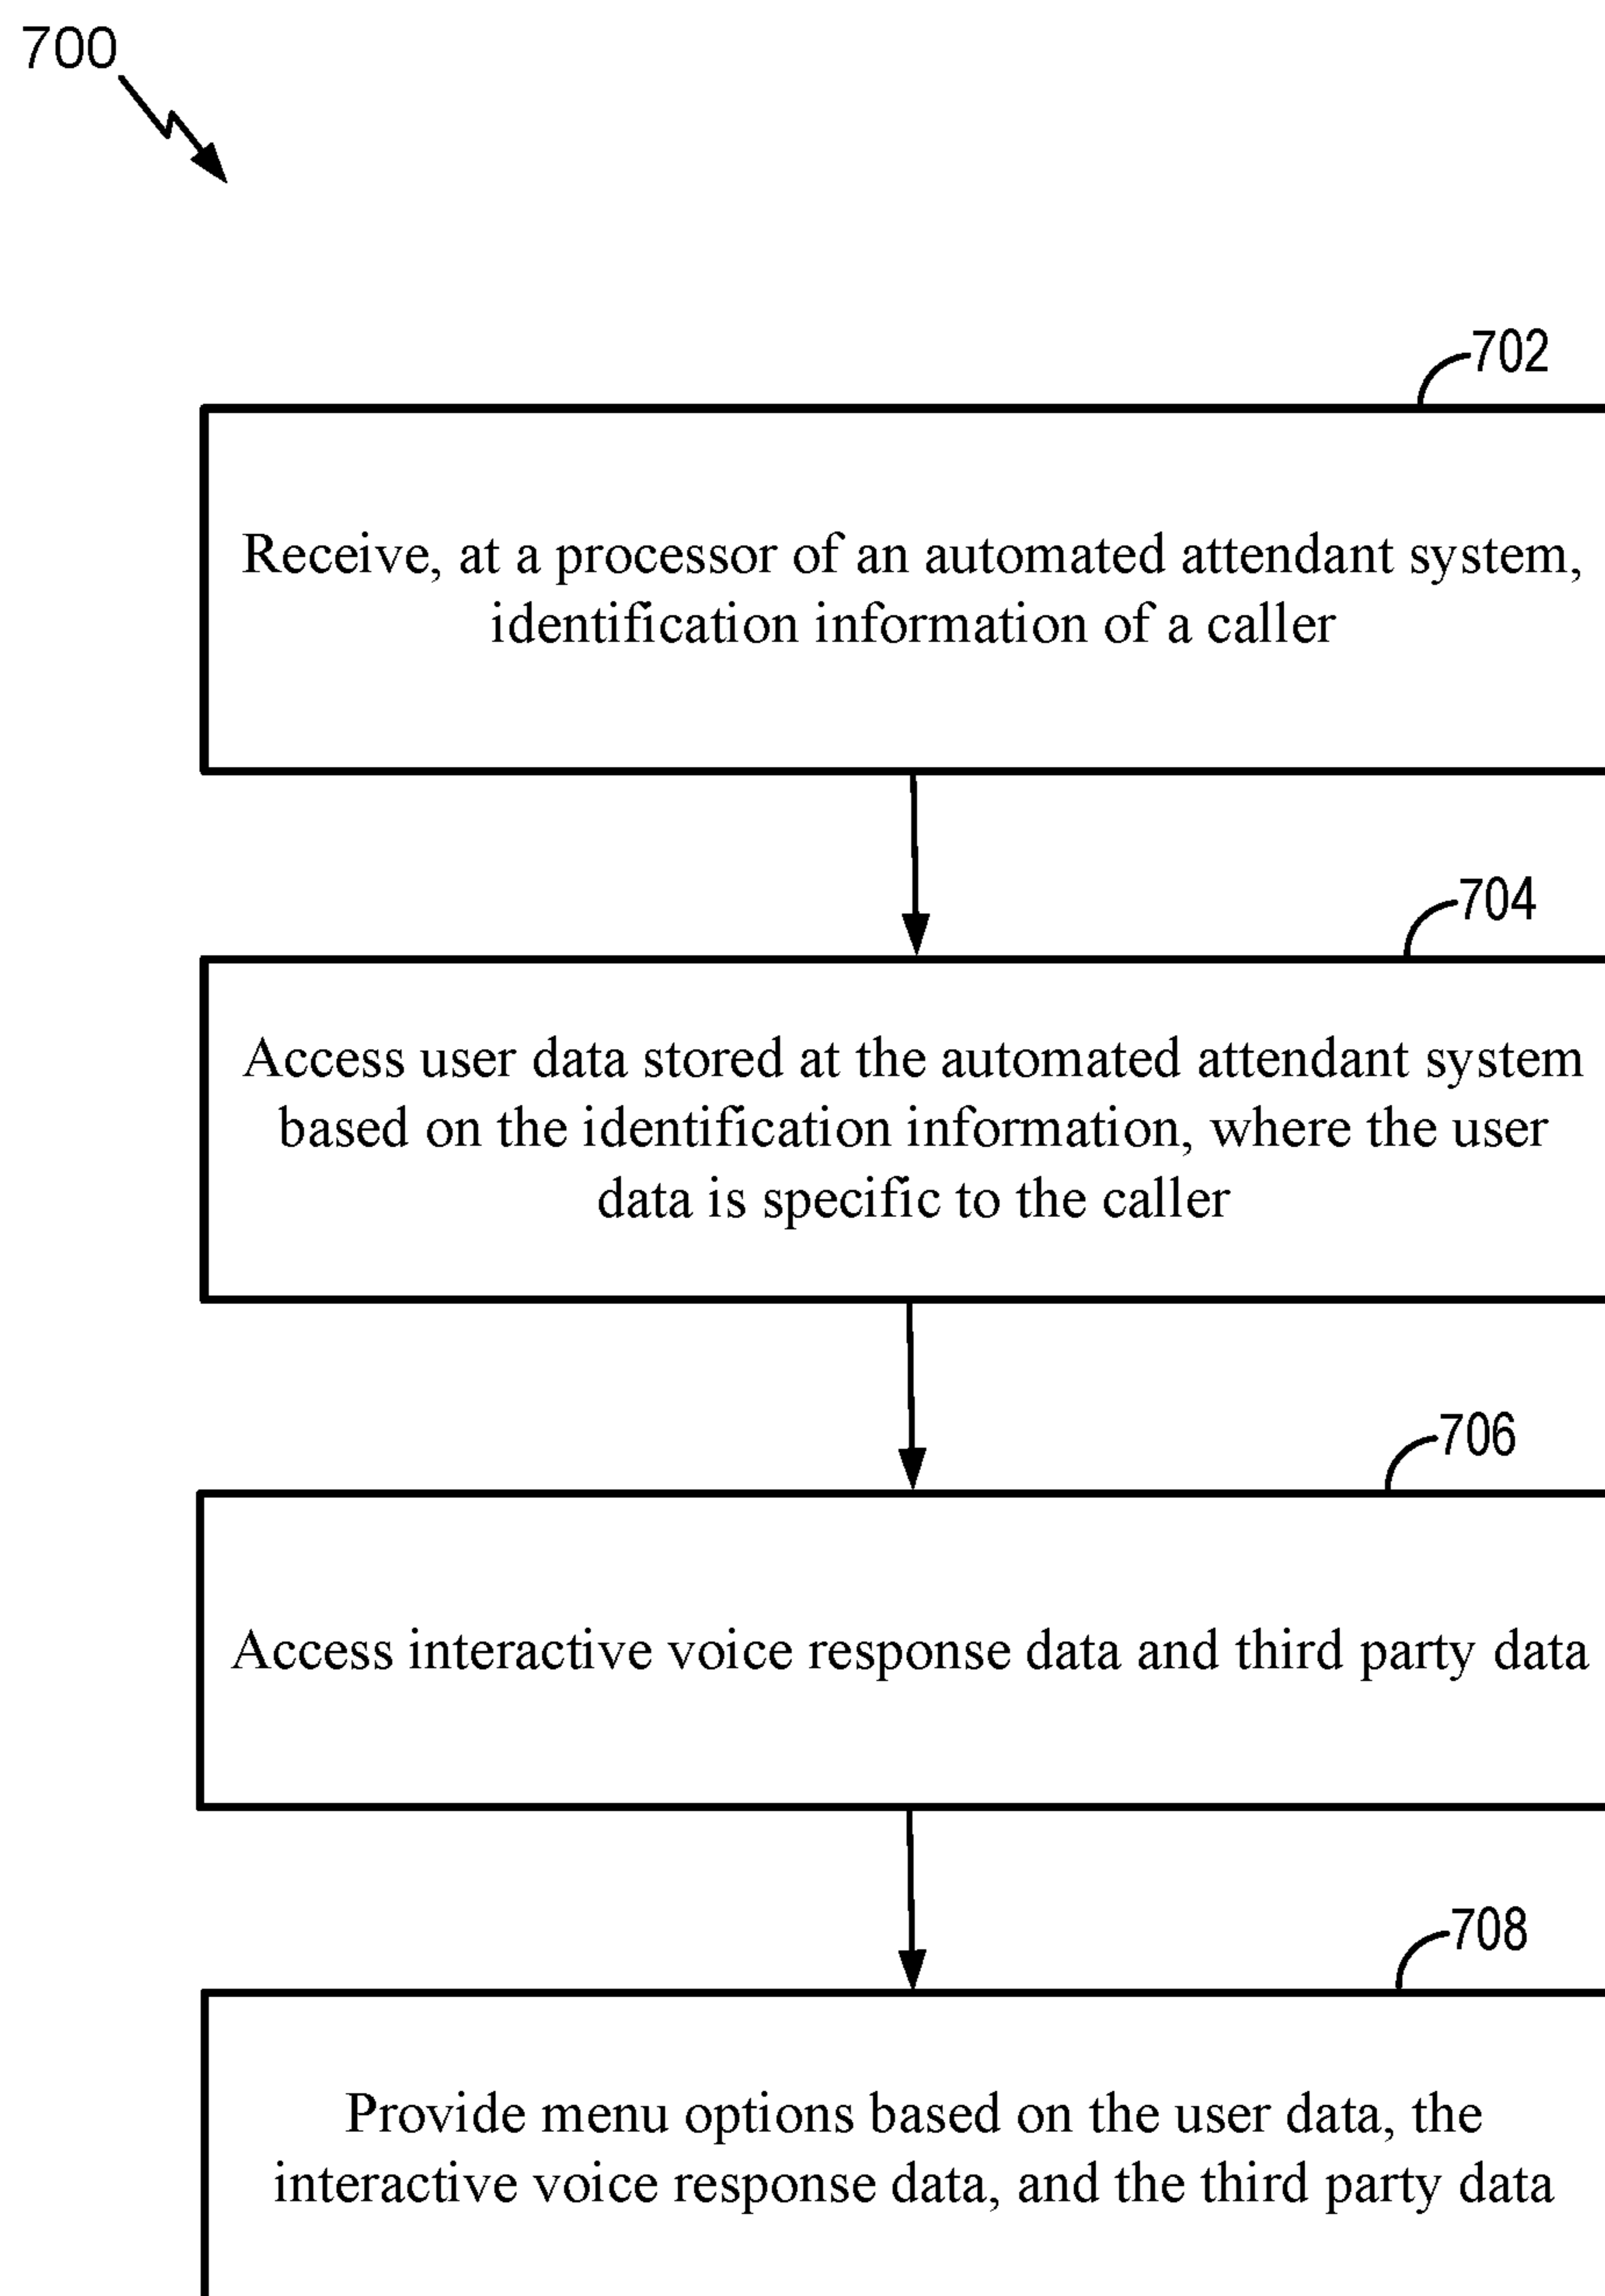 700
702
Receive, at a processor of an automated attendant system,
identification information of a caller
704
Access user data stored at the automated attendant system
based on the identification information, where the user
data is specific to the caller
706
Access interactive voice response data and third party data
708
Provide menu options based on the user data, the
interactive voice response data, and the third party data